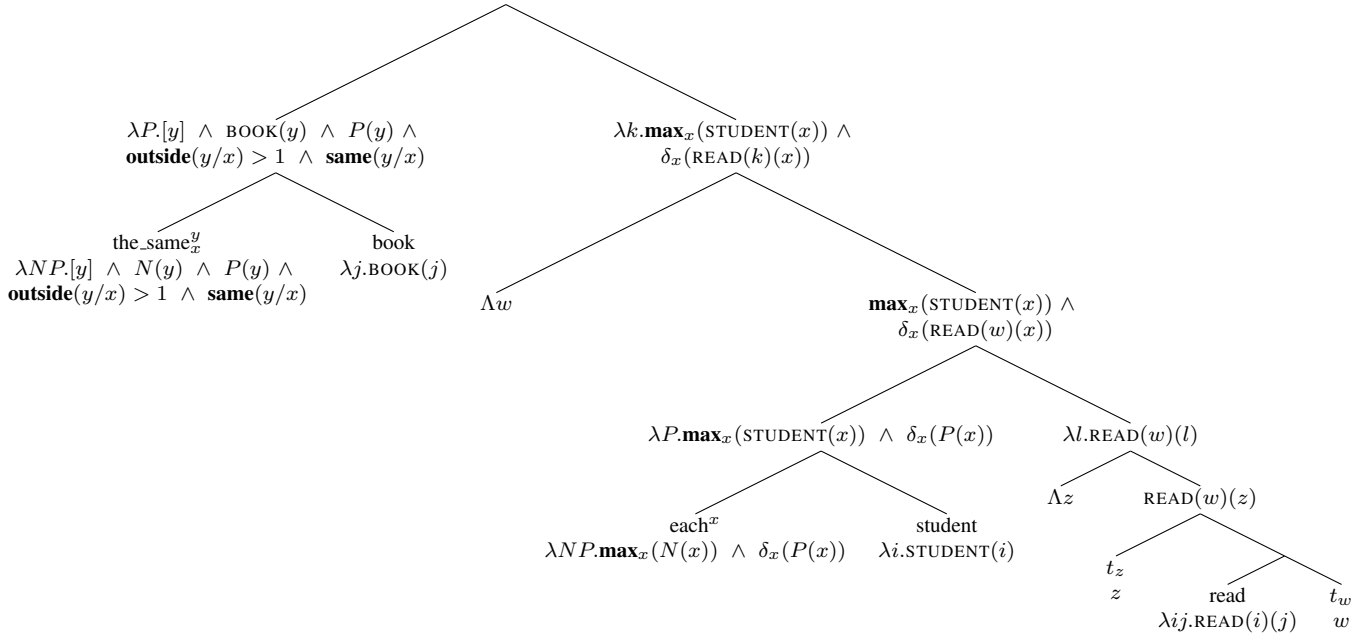 λP.[y] ∧ BOOK(y) ∧ P(y) ∧
outside(y/x) > 1 ∧ same(y/x)
λk.max_x(STUDENT(x)) ∧
δ_x(READ(k)(x))
the_same^y_x
λNP.[y] ∧ N(y) ∧ P(y) ∧
outside(y/x) > 1 ∧ same(y/x)
book
λj.BOOK(j)
Λw
max_x(STUDENT(x)) ∧
δ_x(READ(w)(x))
λP.max_x(STUDENT(x)) ∧ δ_x(P(x))
λl.READ(w)(l)
each^x
λNP.max_x(N(x)) ∧ δ_x(P(x))
student
λi.STUDENT(i)
Λz
READ(w)(z)
t_z
z
read
λij.READ(i)(j)
t_w
w